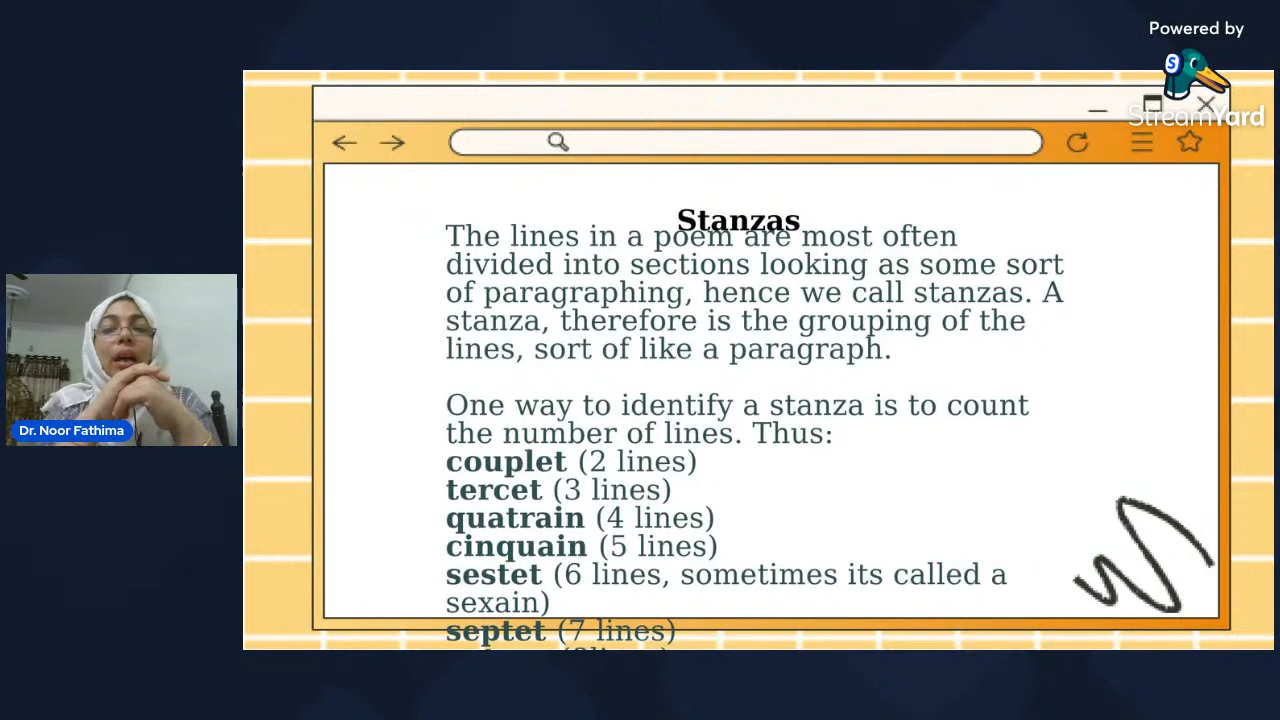 Powered by
StreamYard
Stanzas
The lines in a poem are most often
divided into sections looking as some sort
of paragraphing, hence we call stanzas. A
stanza, therefore is the grouping of the
lines, sort of like a paragraph.
One way to identify a stanza is to count
the number of lines. Thus:
couplet (2 lines)
tercet (3 lines)
quatrain (4 lines)
cinquain (5 lines)
sestet (6 lines, sometimes its called a
sexain)
septet (7 lines)
Dr. Noor Fathima